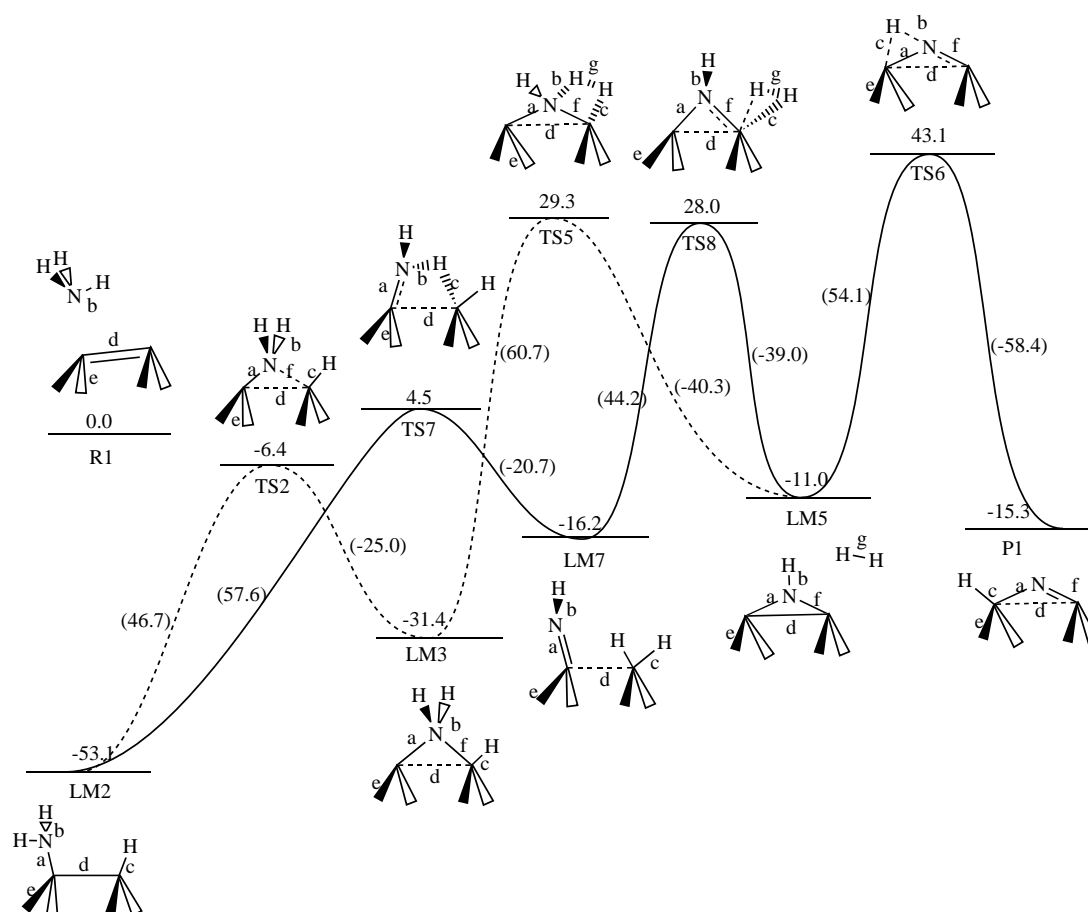 H b
c a N f
d
e
43.1
TS6
H b H g H
a N f c
d
e
29.3
TS5
H
b N H H
a f c
d
e
28.0
TS8
H H
N H
b
d
e
0.0
R1
H H
b
N H
a f c
d
e
-6.4
TS2
H
N H
a b c H
d
e
4.5
TS7
(60.7)
(44.2)
(-40.3)
(-39.0)
(54.1)
(-58.4)
(-20.7)
(-25.0)
(46.7)
(57.6)
-16.2
LM7
-11.0
LM5
-15.3
P1
-31.4
LM3
-53.1
LM2
H
b
N
a H H
c
d
e
H g H
H
b
a N f
d
e
H a N f
c d
e
H H
b
N H
a f
c
d
e
H
H N b
a d H
c
e